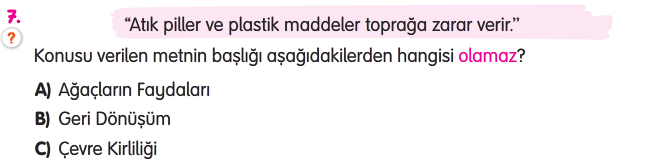 7.
?
“Atık piller ve plastik maddeler toprağa zarar verir.”
Konusu verilen metnin başlığı aşağıdakilerden hangisi olamaz?
A) Ağaçların Faydaları
B) Geri Dönüşüm
C) Çevre Kirliliği